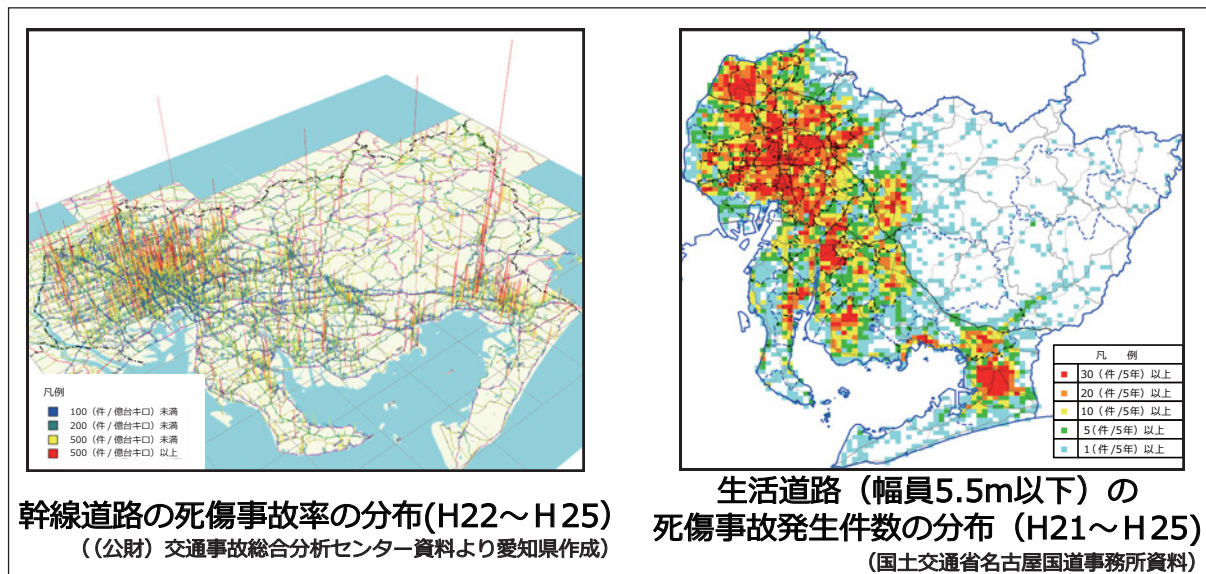 凡例
100（件 / 億台キロ）未満
200（件 / 億台キロ）未満
500（件 / 億台キロ）未満
500（件 / 億台キロ）以上
幹線道路の死傷事故率の分布(H22～Ｈ25）
（(公財）交通事故総合分析センター資料より愛知県作成）
凡　例
30（件 /5年）以上
20（件 /5年）以上
10（件 /5年）以上
5（件 /5年）以上
1（件 /5年）以上
生活道路（幅員5.5m以下）の
死傷事故発生件数の分布（H21～Ｈ25)
（国土交通省名古屋国道事務所資料）